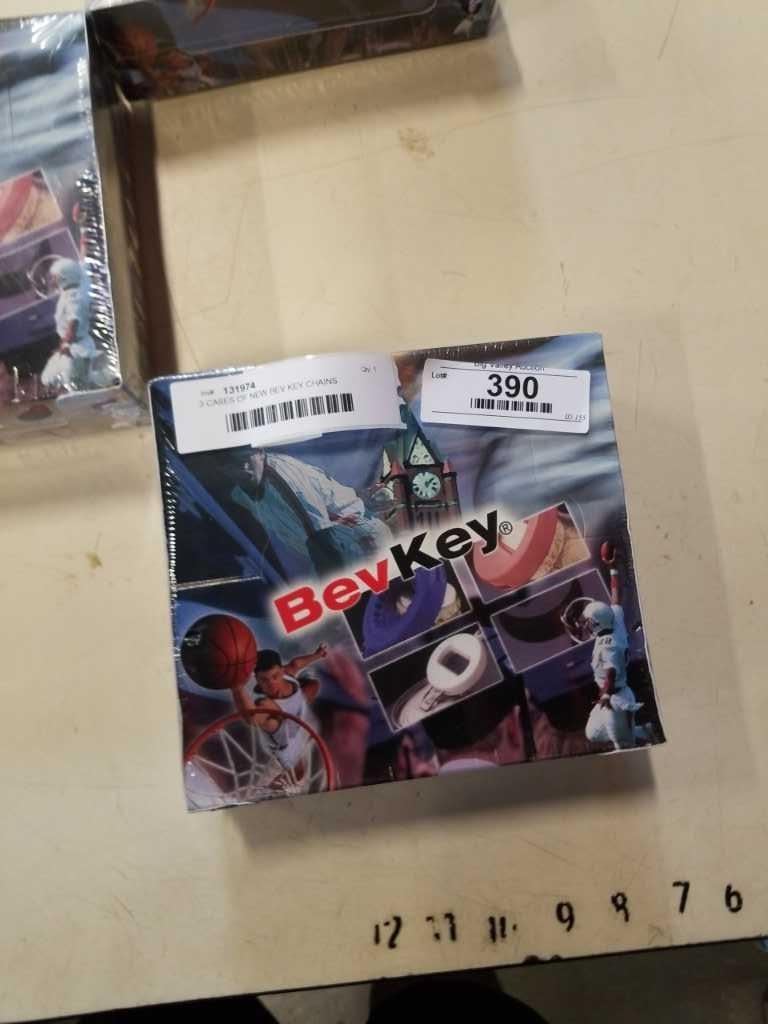 Inv# 131974
Qty 1
3 CASES OF NEW BEV KEY CHAINS
Big Valley Auction
Lot#
390
BevKey®
12 11 10 9 8 7 6